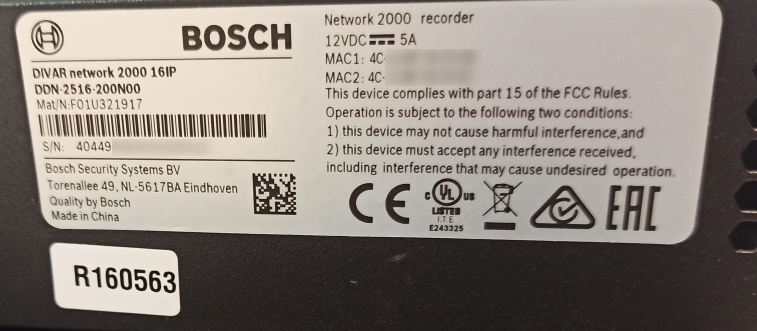 BOSCH
DIVAR network 2000 16IP
DDN-2516-200N00
Mat/N:F01U321917
S/N: 40449
Bosch Security Systems BV
Torenallee 49, NL-5617BA Eindhoven
Quality by Bosch
Made in China
Network 2000 recorder
12VDC 5A
MAC1: 4C-
MAC2: 4C-
This device complies with part 15 of the FCC Rules.
Operation is subject to the following two conditions:
1) this device may not cause harmful interference,and
2) this device must accept any interference received,
including interference that may cause undesired operation.
CE
c UL us
LISTED
I.T.E
E243325
EAC
R160563